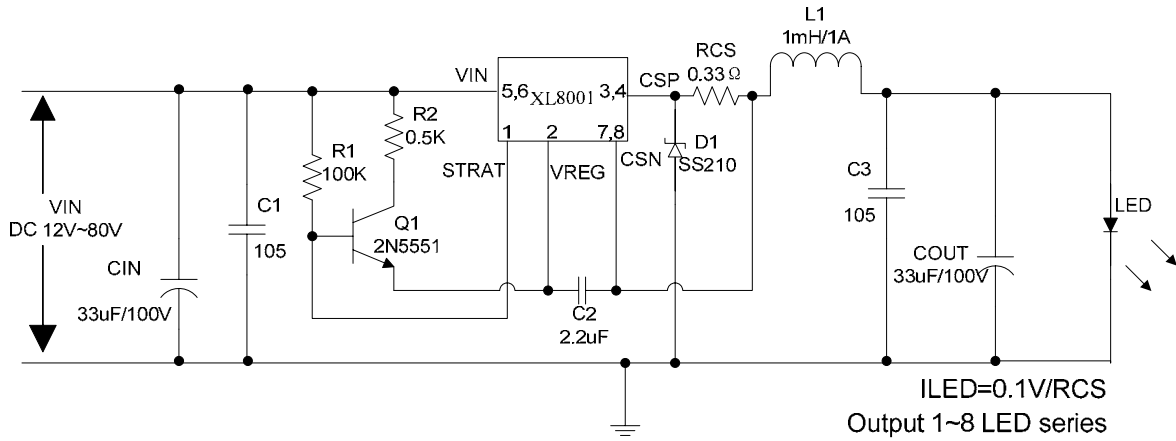 L1
1mH/1A
RCS
0.33Ω
VIN
5,6
XL8001
3,4
CSP
1
2
7,8
R2
0.5K
R1
100K
STRAT
VREG
CSN
D1
SS210
VIN
DC 12V~80V
C1
105
Q1
2N5551
C3
105
LED
CIN
33uF/100V
COUT
33uF/100V
C2
2.2uF
ILED=0.1V/RCS
Output 1~8 LED series